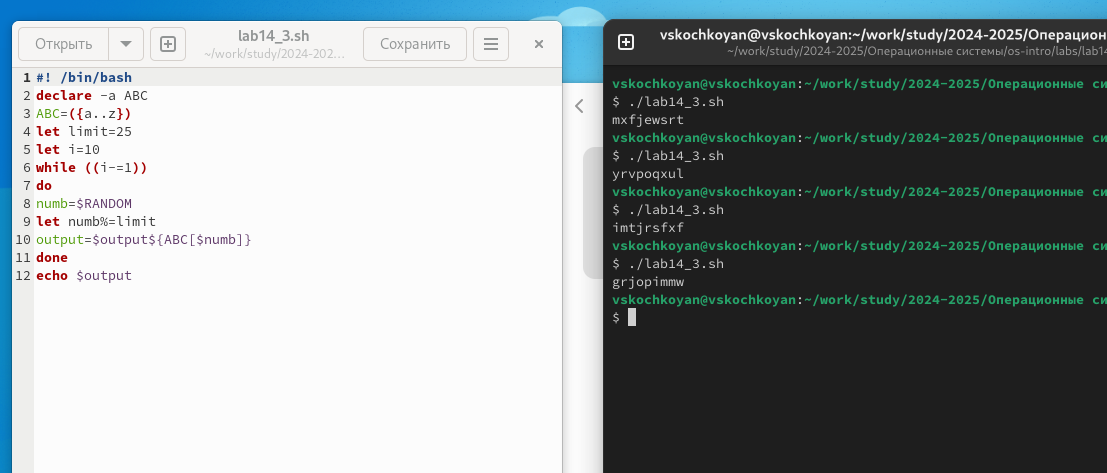 Открыть
lab14_3.sh
~/work/study/2024-202...
Сохранить
1 #! /bin/bash
2 declare -a ABC
3 ABC=({a..z})
4 let limit=25
5 let i=10
6 while ((i-=1))
7 do
8 numb=$RANDOM
9 let numb%=limit
10 output=$output${ABC[$numb]}
11 done
12 echo $output
vskochkoyan@vskochkoyan:~/work/study/2024-2025/Операцион
~/work/study/2024-2025/Операционные системы/os-intro/labs/lab14
vskochkoyan@vskochkoyan:~/work/study/2024-2025/Операционные си
$ ./lab14_3.sh
mxfjewsrt
vskochkoyan@vskochkoyan:~/work/study/2024-2025/Операционные си
$ ./lab14_3.sh
yrvpoqxul
vskochkoyan@vskochkoyan:~/work/study/2024-2025/Операционные си
$ ./lab14_3.sh
imtjrsfxf
vskochkoyan@vskochkoyan:~/work/study/2024-2025/Операционные си
$ ./lab14_3.sh
grjopimmw
vskochkoyan@vskochkoyan:~/work/study/2024-2025/Операционные си
$